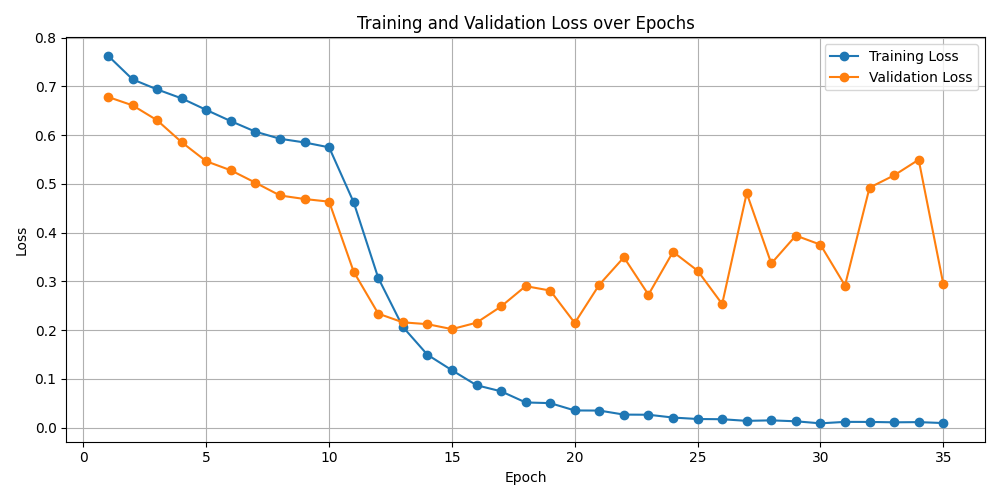 Training and Validation Loss over Epochs
Training Loss
Validation Loss
Loss
0.8
0.7
0.6
0.5
0.4
0.3
0.2
0.1
0.0
0 5 10 15 20 25 30 35
Epoch